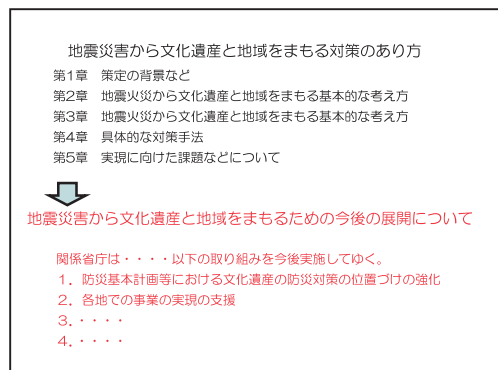 地震災害から文化遺産と地域をまもる対策のあり方
第1章　策定の背景など
第2章　地震火災から文化遺産と地域をまもる基本的な考え方
第3章　地震火災から文化遺産と地域をまもる基本的な考え方
第4章　具体的な対策手法
第5章　実現に向けた課題などについて
地震災害から文化遺産と地域をまもるための今後の展開について
関係省庁は・・・・以下の取り組みを今後実施してゆく。
１．防災基本計画等における文化遺産の防災対策の位置づけの強化
２．各地での事業の実現の支援
３．・・・・
４．・・・・